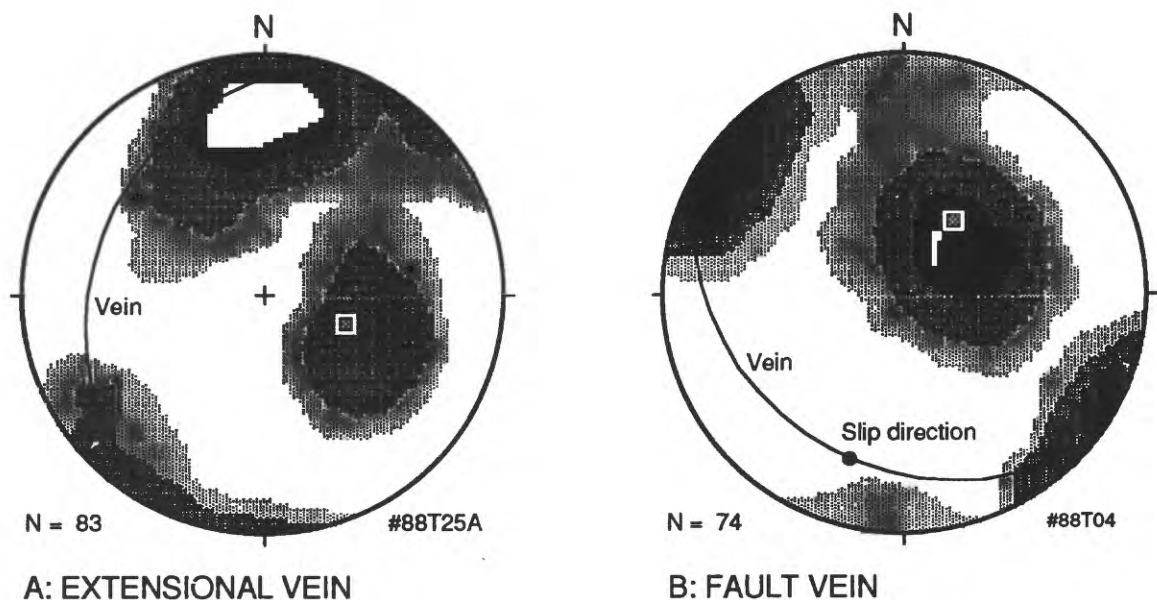 N
Vein
N = 83
#88T25A
A: EXTENSIONAL VEIN
N
Vein
Slip direction
N = 74
#88T04
B: FAULT VEIN